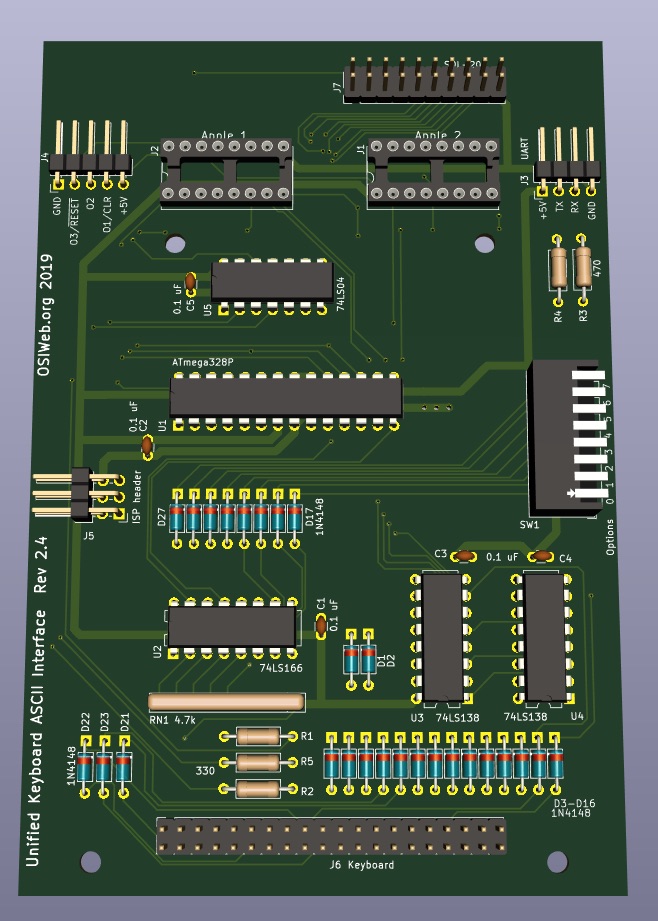 SOL-20
J7
Apple 1
Apple 2
J4
J2
J1
UART
J3
GND
O3/RESET
O2
O1/CLR
+5V
+5V
TX
RX
GND
OSIWeb.org 2019
0.1 uF
C5
U5
74LS04
R4
R3
470
ATmega328P
0.1 uF
C2
U1
7
6
5
4
3
2
1
0
SW1
Options
ISP header
J5
D27
D17
1N4148
C3
0.1 uF
C4
Unified Keyboard ASCII Interface Rev 2.4
C1
0.1 uF
U2
74LS166
D1
D2
RN1 4.7k
U3
74LS138
74LS138
U4
D22
D23
D21
1N4148
R1
330
R5
R2
D3-D16
1N4148
J6 Keyboard